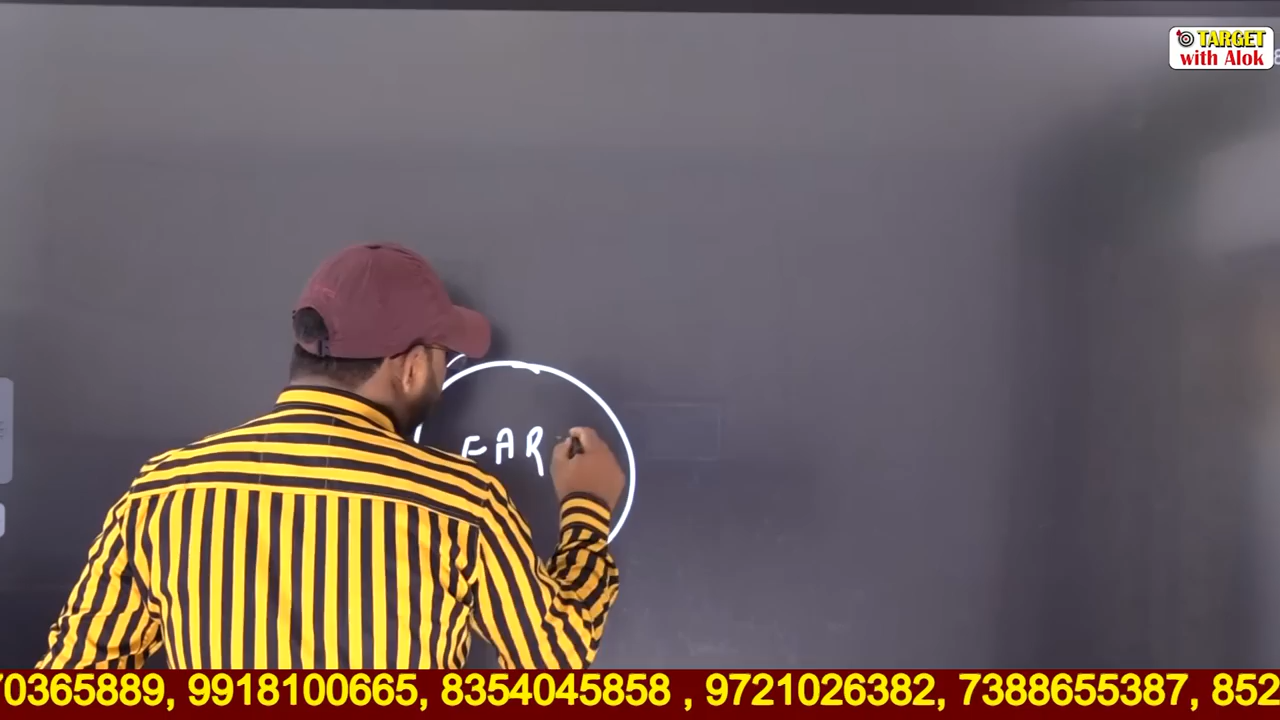 TARGET
with Alok
EAR
70365889, 9918100665, 8354045858 , 9721026382, 7388655387, 852